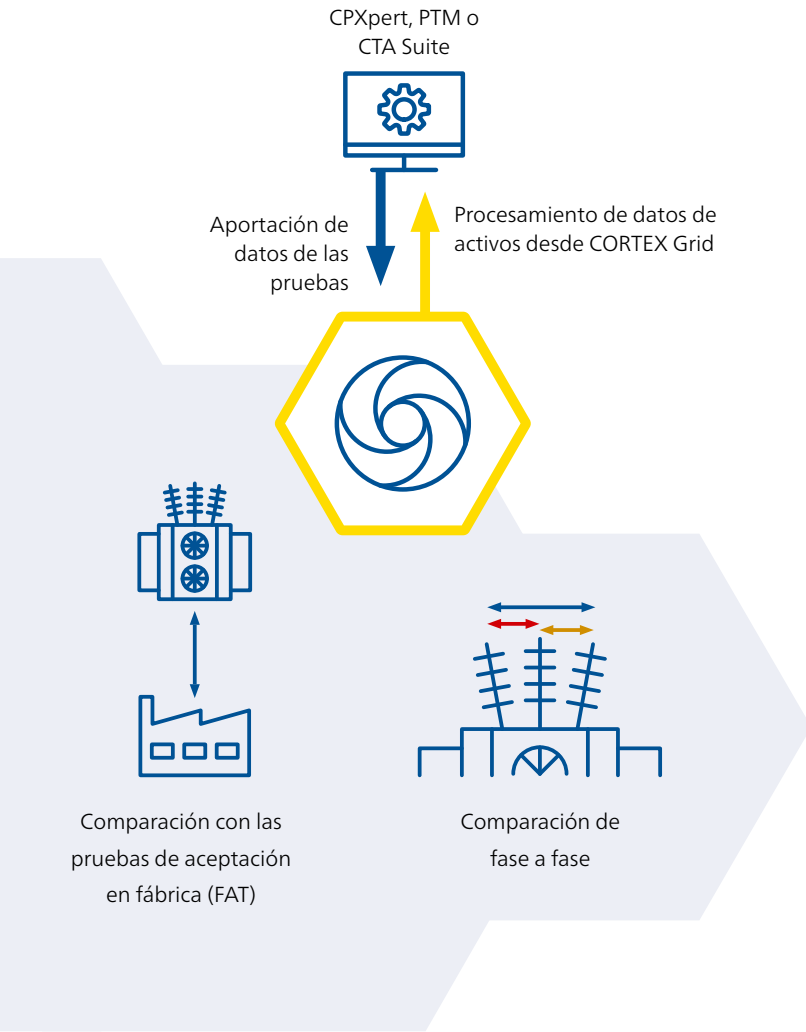 CPXpert, PTM o
CTA Suite
Aportación de
datos de las
pruebas
Procesamiento de datos de
activos desde CORTEX Grid
Comparación con las
pruebas de aceptación
en fábrica (FAT)
Comparación de
fase a fase